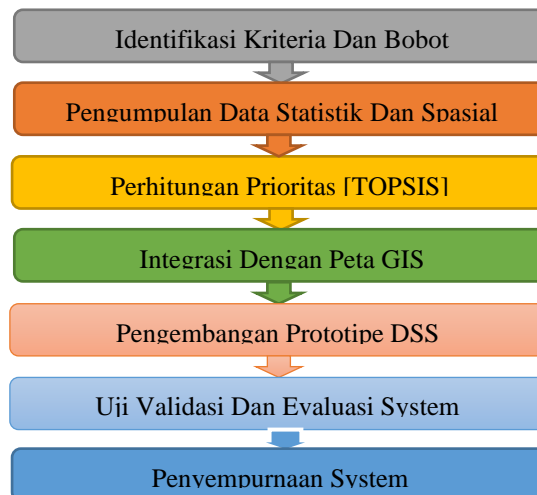 Identifikasi Kriteria Dan Bobot
Pengumpulan Data Statistik Dan Spasial
Perhitungan Prioritas [TOPSIS]
Integrasi Dengan Peta GIS
Pengembangan Prototipe DSS
Uji Validasi Dan Evaluasi System
Penyempurnaan System